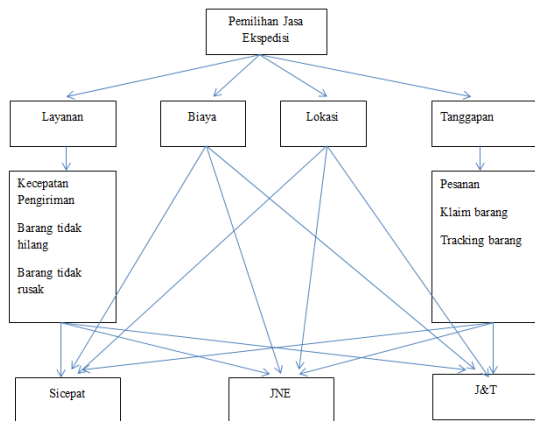 Pemilihan Jasa
Ekspedisi
Layanan
Biaya
Lokasi
Tanggapan
Kecepatan
Pengiriman
Barang tidak
hilang
Barang tidak
rusak
Pesanan
Klaim barang
Tracking barang
Sicepat
JNE
J&T